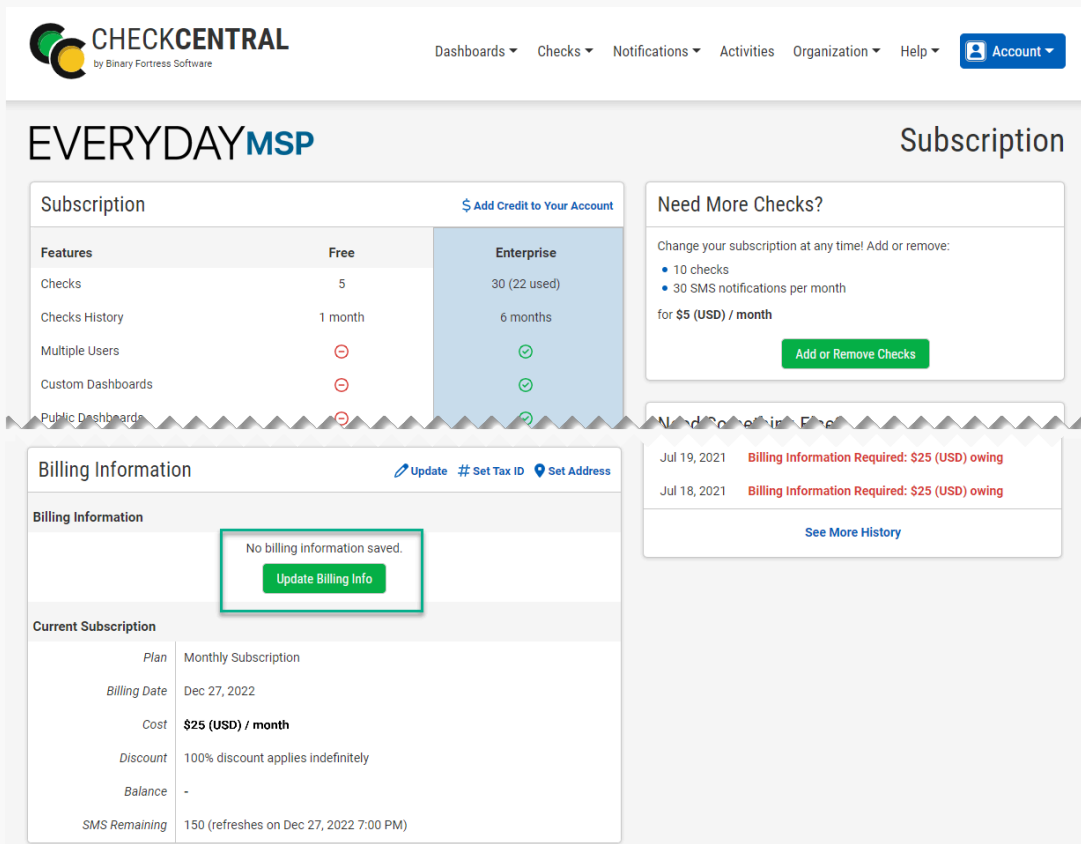 CHECKCENTRAL
by Binary Fortress Software
Dashboards Checks Notifications Activities Organization Help Account
EVERYDAYMSP
Subscription
Subscription
$ Add Credit to Your Account
Features Free Enterprise
Checks 5 30 (22 used)
Checks History 1 month 6 months
Multiple Users
Custom Dashboards
Public Dashboards
Need More Checks?
Change your subscription at any time! Add or remove:
• 10 checks
• 30 SMS notifications per month
for $5 (USD) / month
Add or Remove Checks
Need Something
Billing Information
Update # Set Tax ID Set Address
Billing Information
No billing information saved.
Update Billing Info
Current Subscription
Plan Monthly Subscription
Billing Date Dec 27, 2022
Cost $25 (USD) / month
Discount 100% discount applies indefinitely
Balance -
SMS Remaining 150 (refreshes on Dec 27, 2022 7:00 PM)
Jul 19, 2021 Billing Information Required: $25 (USD) owing
Jul 18, 2021 Billing Information Required: $25 (USD) owing
See More History